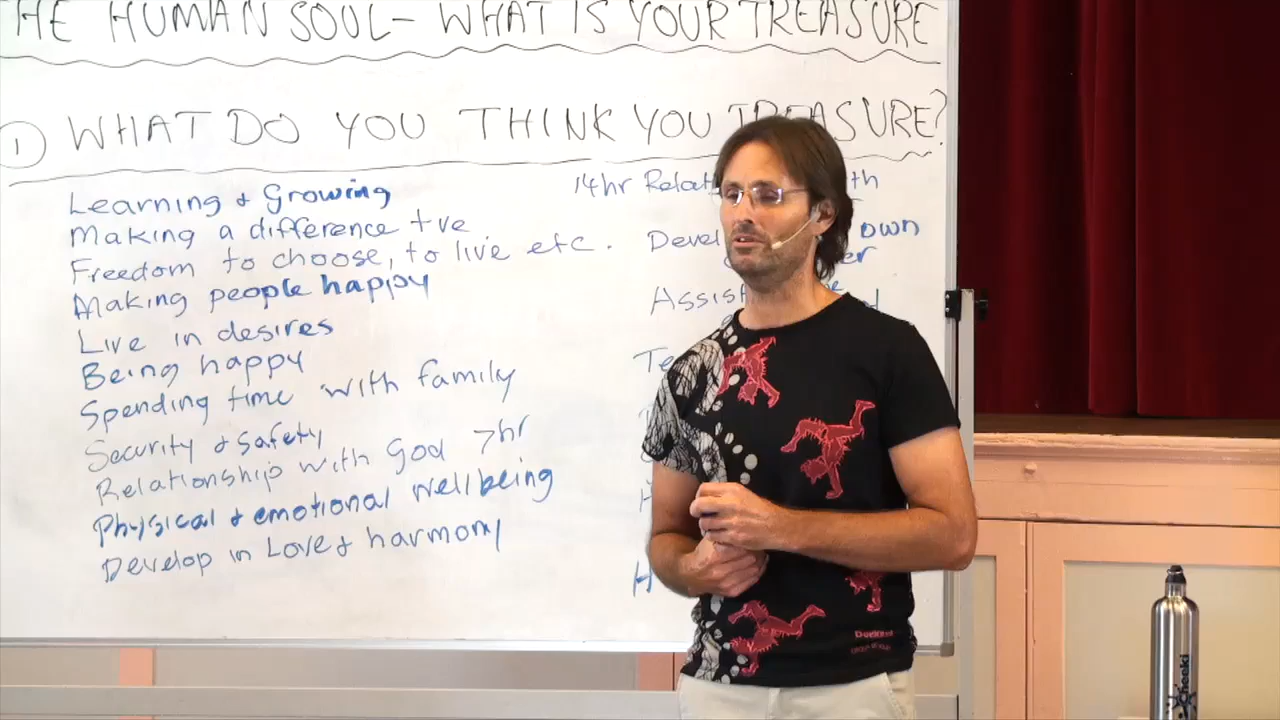 HE HUMAN SOUL – WHAT IS YOUR TREASURE
1 WHAT DO YOU THINK YOU TREASURE?
Learning & Growing
Making a difference +ve
Freedom to choose, to live etc.
Making people happy
Live in desires
Being happy
Spending time with family
Security & safety
Relationship with God 7hr
Physical & emotional wellbeing
Develop in Love & harmony
14hr
own
Cheeki